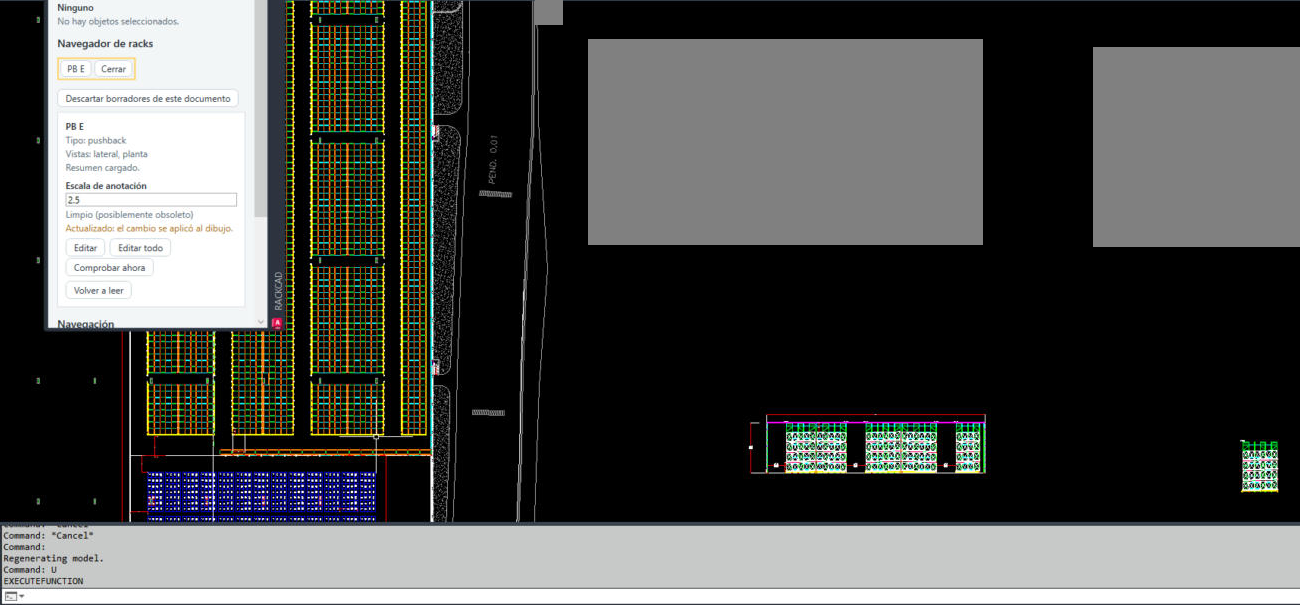 Ninguno
No hay objetos seleccionados.
Navegador de racks
PB E
Cerrar
Descartar borradores de este documento
PB E
Tipo: pushback
Vistas: lateral, planta
Resumen cargado.
Escala de anotación
2.5
Limpio (posiblemente obsoleto)
Actualizado: el cambio se aplicó al dibujo.
Editar
Editar todo
Comprobar ahora
Volver a leer
Navegación
RACKCAD
PEND. 0,01
Command: "Cancel"
Command: "Cancel"
Command:
Regenerating model.
Command: U
EXECUTEFUNCTION